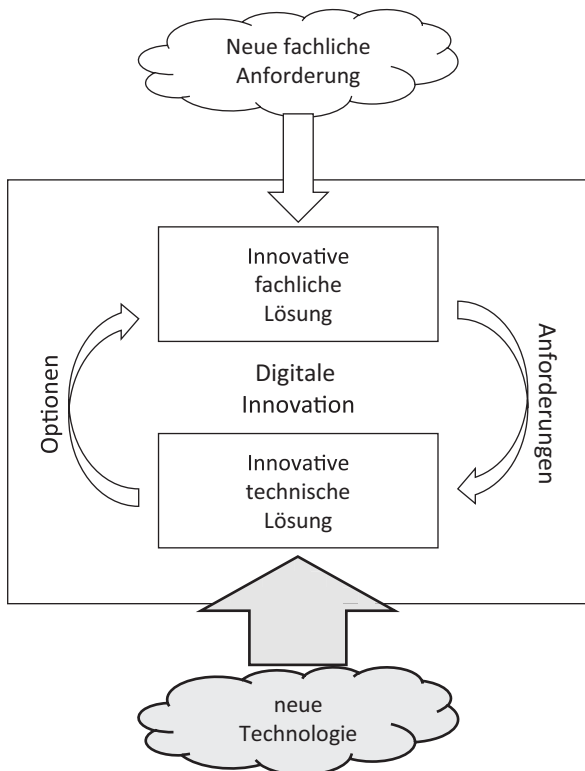 Neue fachliche
Anforderung
Innovative
fachliche
Lösung
Optionen
Digitale
Innovation
Anforderungen
Innovative
technische
Lösung
neue
Technologie